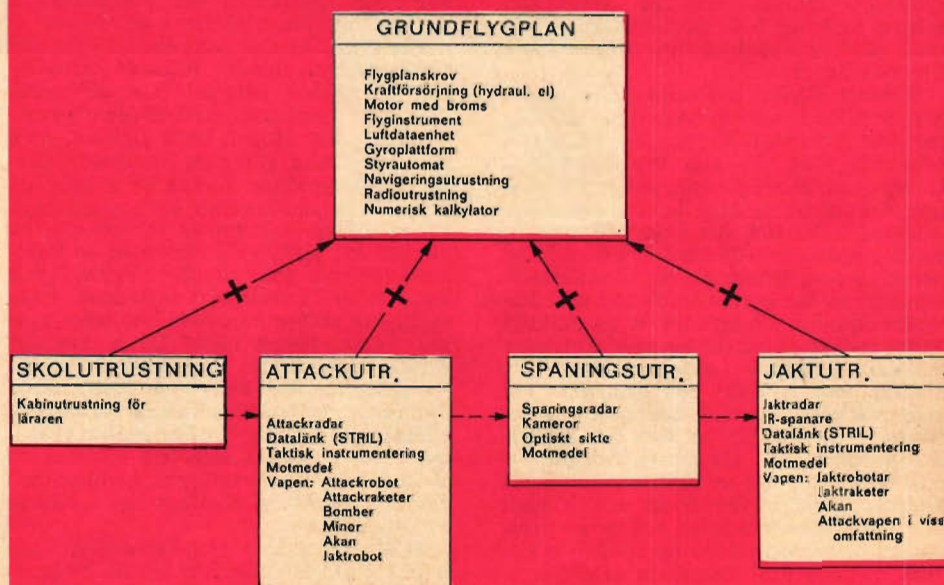 GRUNDFLYGPLAN
Flygplanskrov
Kraftförsörjning (hydraul. el)
Motor med broms
Flyginstrument
Luftdataenhet
Gyroplattform
Styrautomat
Navigeringsutrustning
Radioutrustning
Numerisk kalkylator
SKOLUTRUSTNING
Kabinutrustning för
läraren
ATTACKUTR.
Attackradar
Datalänk (STRIL)
Taktisk instrumentering
Motmedel
Vapen: Attackrobot
Attackraketer
Bomber
Minor
Akan
Jaktrobot
SPANINGSUTR.
Spaningsradar
Kameror
Optiskt sikte
Motmedel
JAKTUTR.
Jaktradar
IR-spanare
Datalänk (STRIL)
Taktisk instrumentering
Motmedel
Vapen: Jaktrobotar
Jaktraketer
Akan
Attackvapen i viss
omfattning